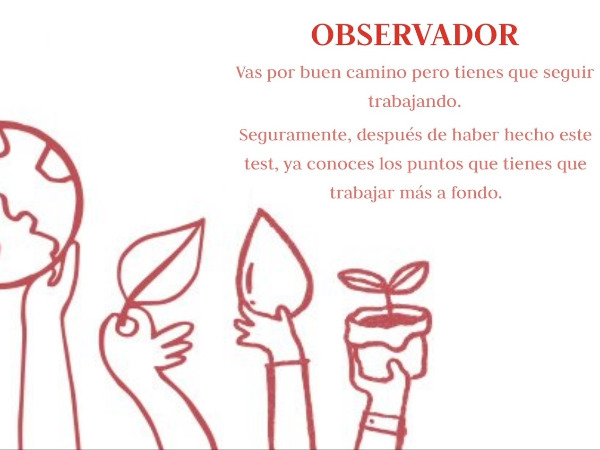 OBSERVADOR
Vas por buen camino pero tienes que seguir
trabajando.
Seguramente, después de haber hecho este
test, ya conoces los puntos que tienes que
trabajar más a fondo.